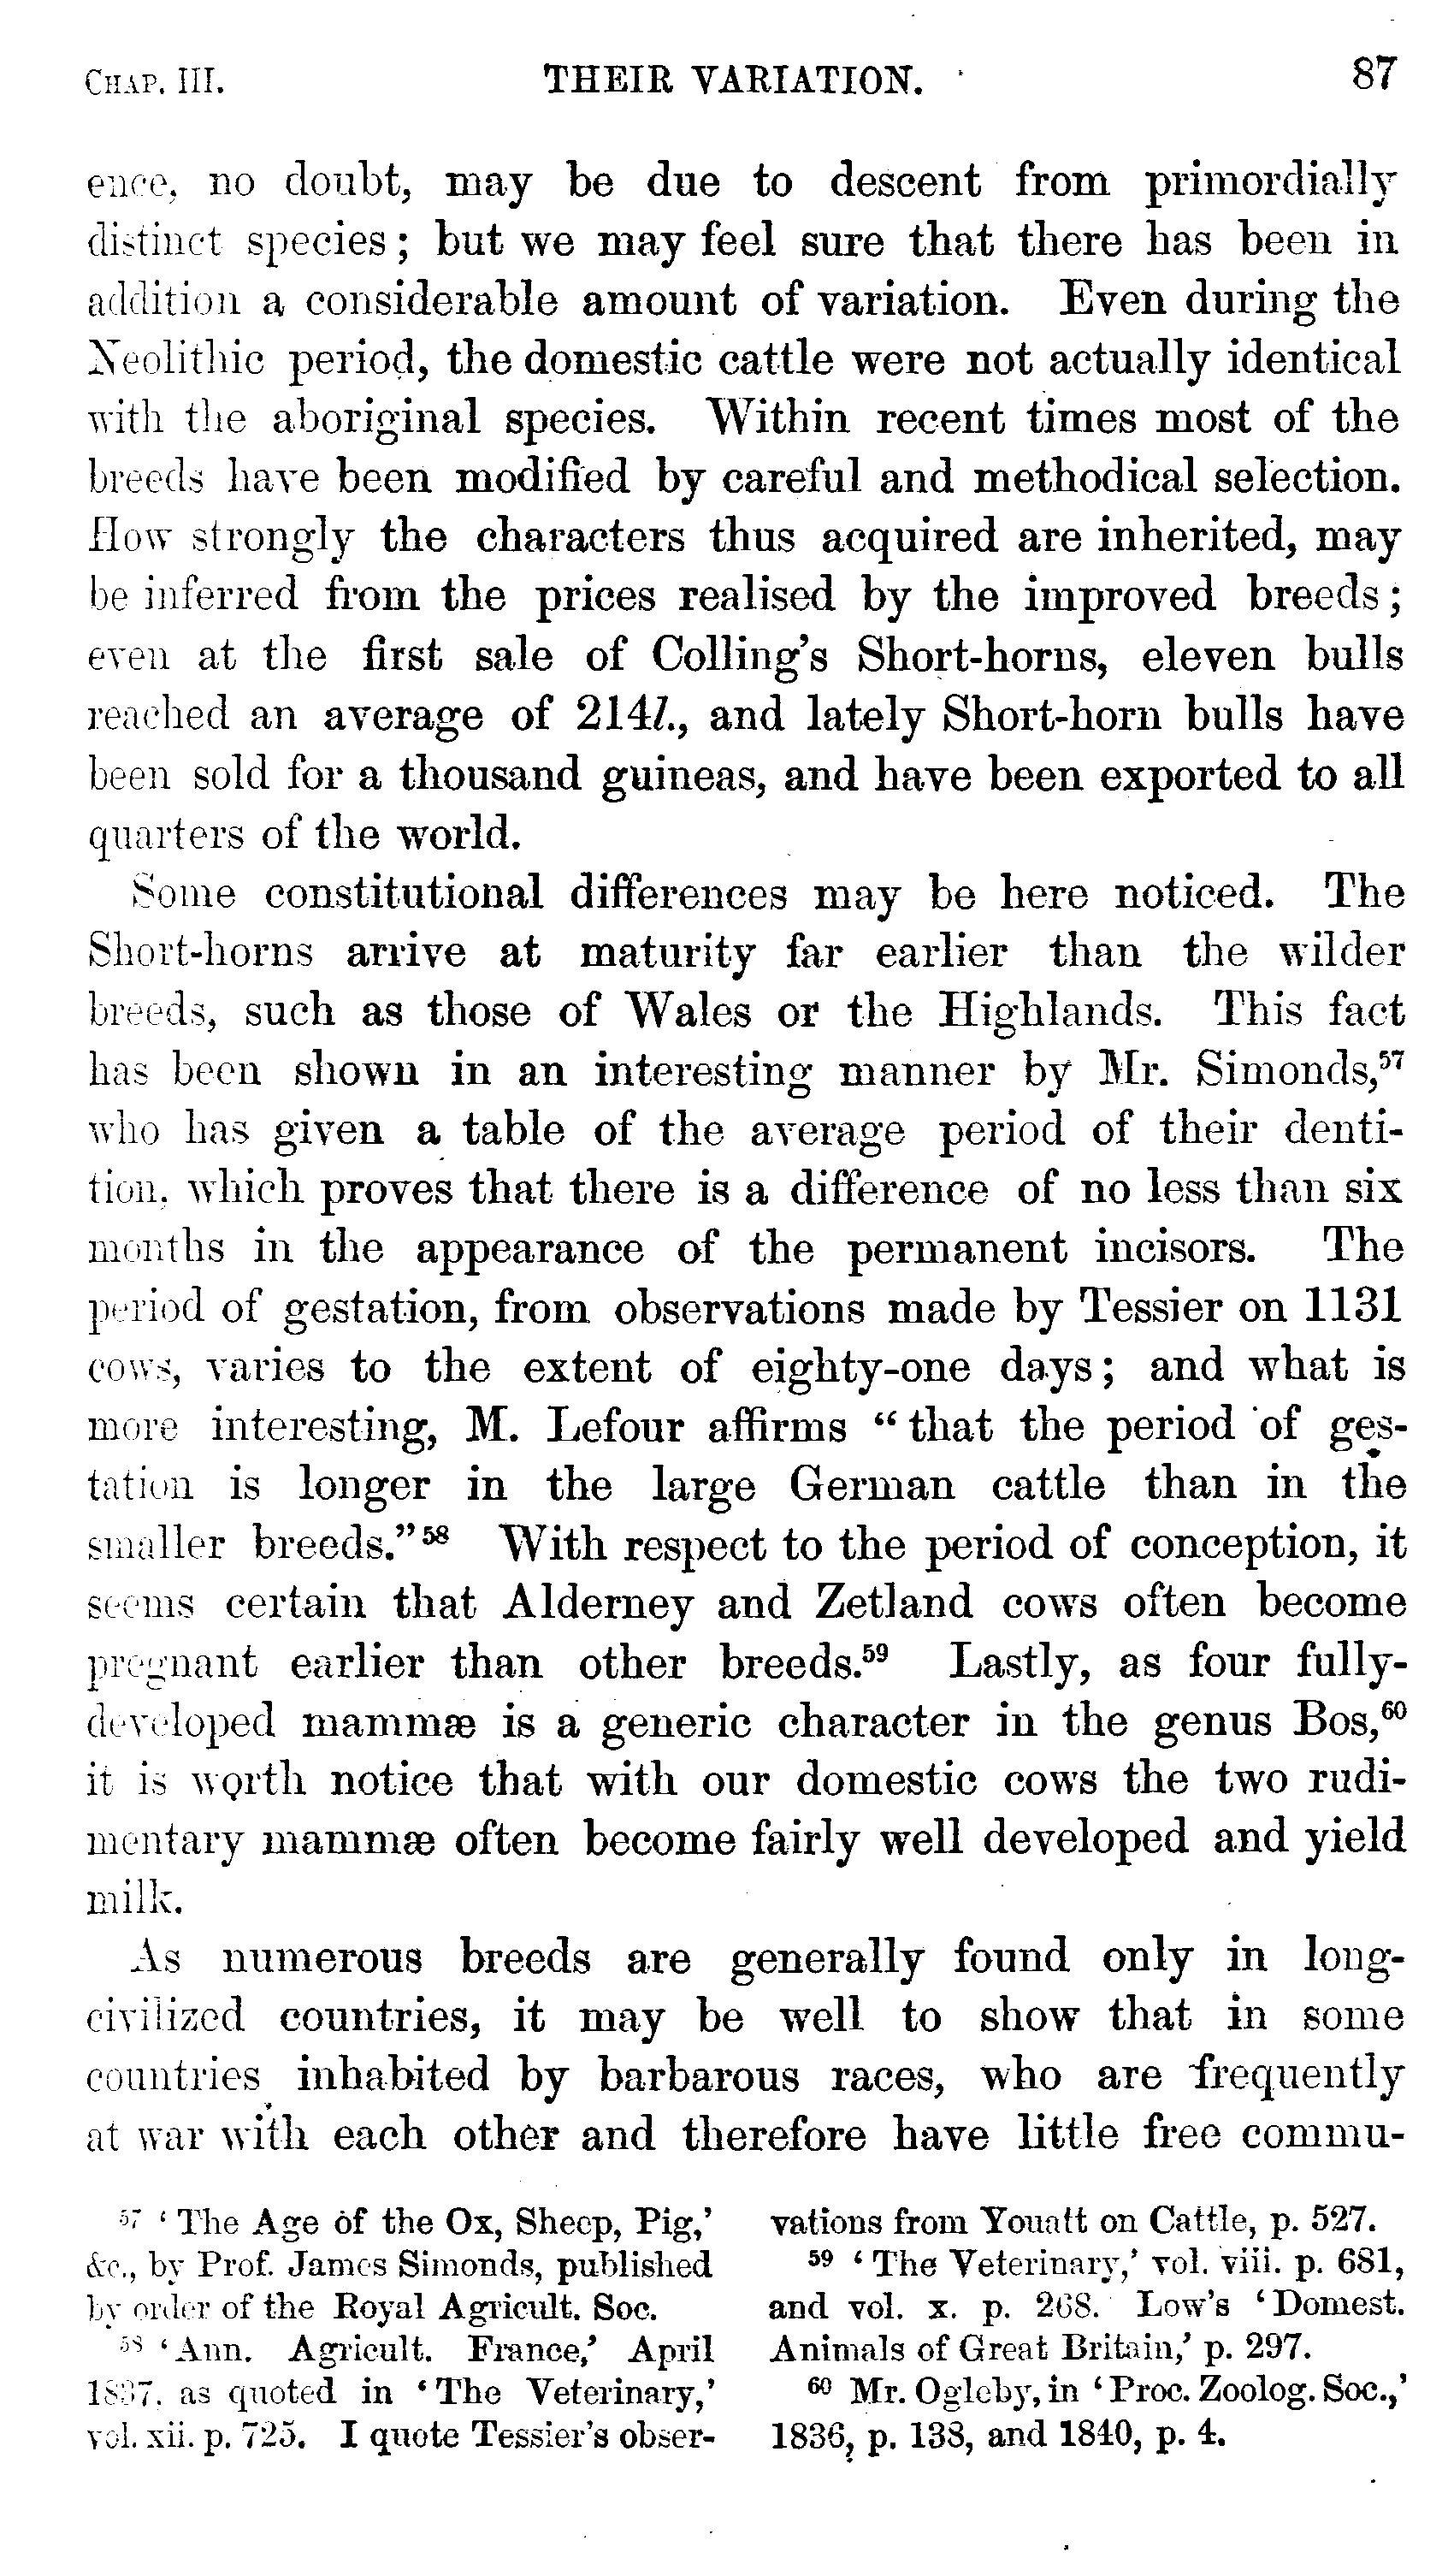 CHAP. III. THEIR VARIATION. 87
ence, no doubt, may be due to descent from primordially
distinct species; but we may feel sure that there has been in
addition a considerable amount of variation. Even during the
Neolithic period, the domestic cattle were not actually identical
with the aboriginal species. Within recent times most of the
breeds have been modified by careful and methodical selection.
How strongly the characters thus acquired are inherited, may
be inferred from the prices realised by the improved breeds;
even at the first sale of Colling's Short-horns, eleven bulls
reached an average of 214l., and lately Short-horn bulls have
been sold for a thousand guineas, and have been exported to all
quarters of the world.
Some constitutional differences may be here noticed. The
Short-horns arrive at maturity far earlier than the wilder
breeds, such as those of Wales or the Highlands. This fact
has been shown in an interesting manner by Mr. Simonds,⁵⁷
who has given a table of the average period of their denti-
tion, which proves that there is a difference of no less than six
months in the appearance of the permanent incisors. The
period of gestation, from observations made by Tessier on 1131
cows, varies to the extent of eighty-one days; and what is
more interesting, M. Lefour affirms "that the period of ges-
tation is longer in the large German cattle than in the
smaller breeds."⁵⁸ With respect to the period of conception, it
seems certain that Alderney and Zetland cows often become
pregnant earlier than other breeds.⁵⁹ Lastly, as four fully-
developed mammæ is a generic character in the genus Bos,⁶⁰
it is worth notice that with our domestic cows the two rudi-
mentary mammæ often become fairly well developed and yield
milk.
As numerous breeds are generally found only in long-
civilized countries, it may be well to show that in some
countries inhabited by barbarous races, who are frequently
at war with each other and therefore have little free commu-
⁵⁷ 'The Age of the Ox, Sheep, Pig,'
&c., by Prof. James Simonds, published
by order of the Royal Agricult. Soc.
⁵⁸ 'Ann. Agricult. France,' April
1837, as quoted in 'The Veterinary,'
vol. xii. p. 725. I quote Tessier's obser-
vations from Youatt on Cattle, p. 527.
⁵⁹ 'The Veterinary,' vol. viii. p. 681,
and vol. x. p. 268. Low's 'Domest.
Animals of Great Britain,' p. 297.
⁶⁰ Mr. Ogleby, in 'Proc. Zoolog. Soc.,'
1836, p. 138, and 1840, p. 4.